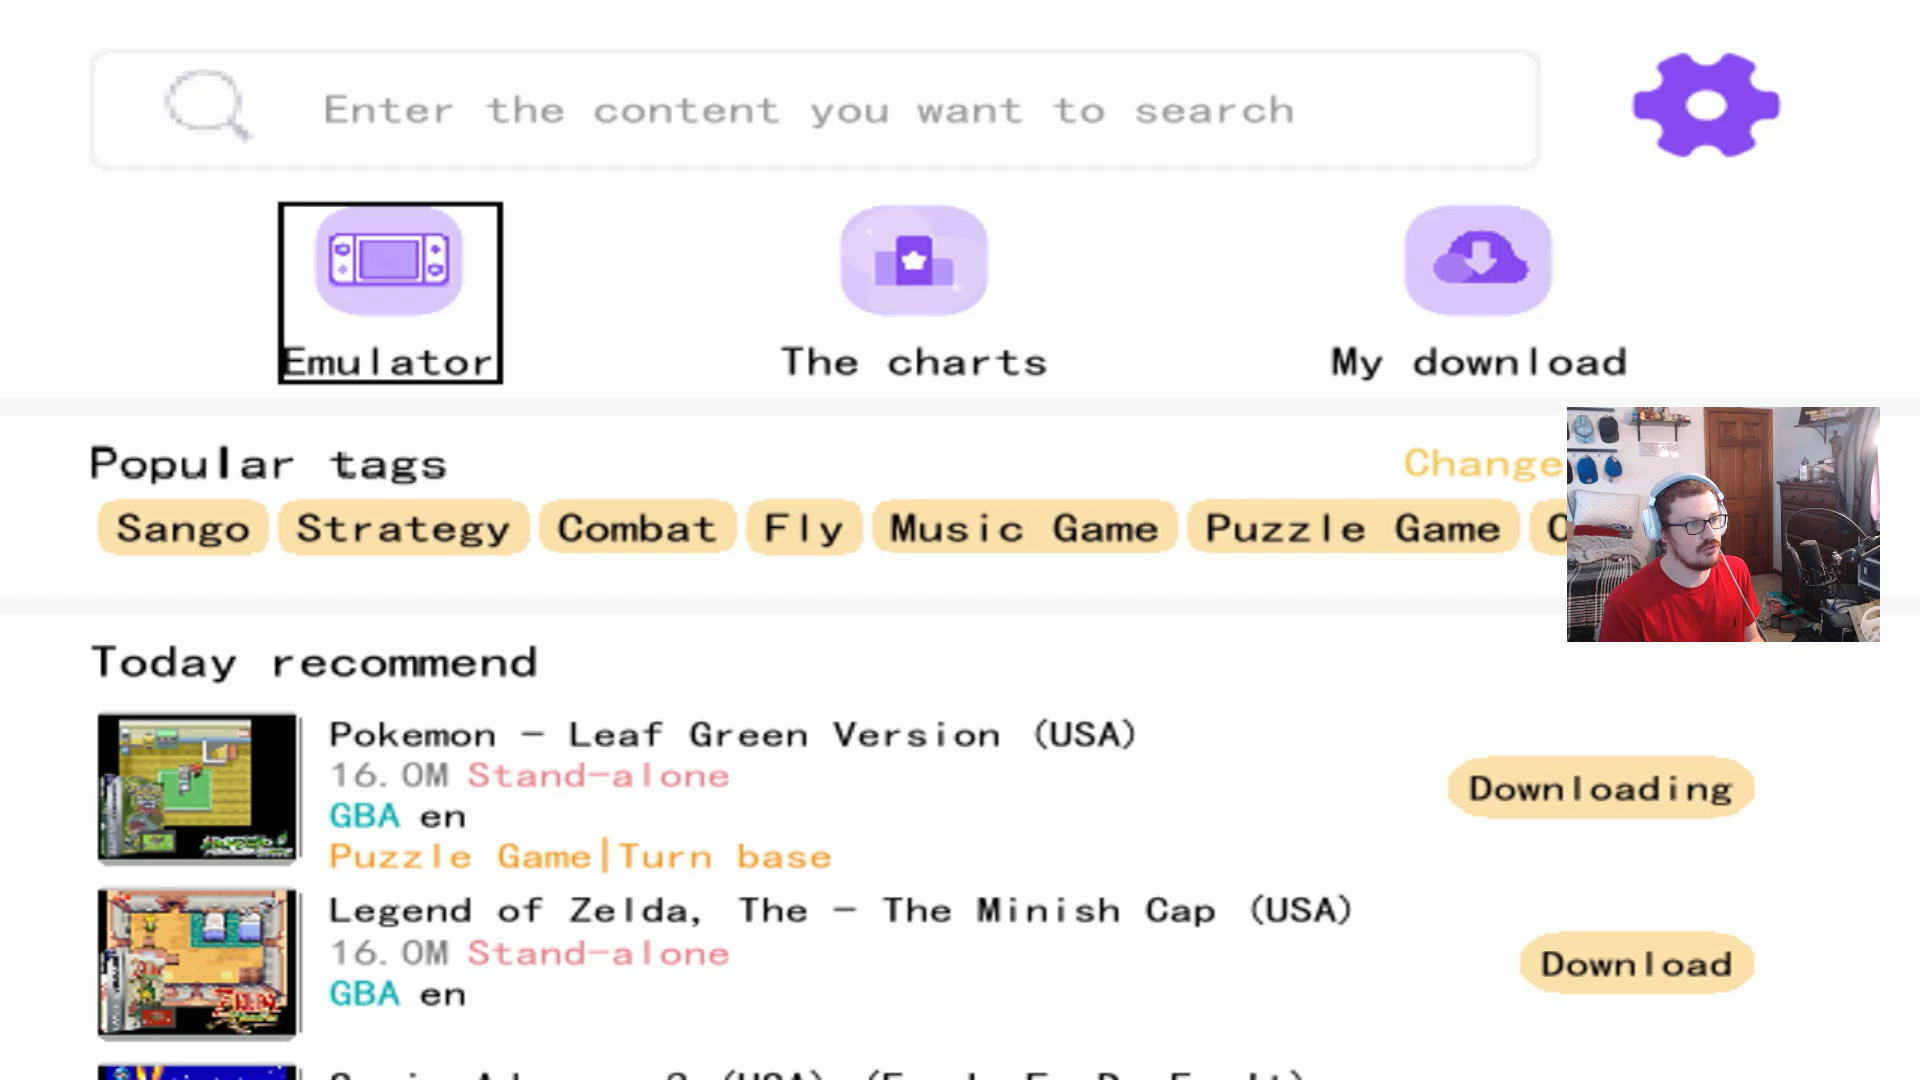 Enter the content you want to search
Emulator
The charts
My download
Popular tags
Change
Sango
Strategy
Combat
Fly
Music Game
Puzzle Game
Today recommend
Pokemon - Leaf Green Version (USA)
16.0M Stand-alone
GBA en
Puzzle Game|Turn base
Downloading
Legend of Zelda, The - The Minish Cap (USA)
16.0M Stand-alone
GBA en
Download